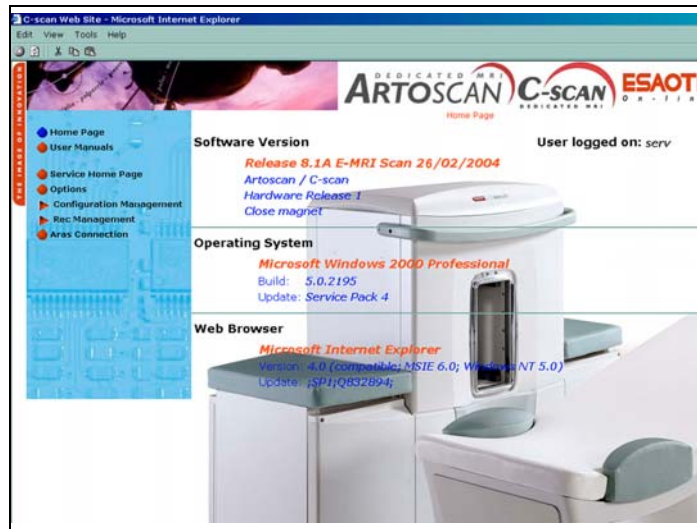 C-scan Web Site - Microsoft Internet Explorer
Edit View Tools Help
THE IMAGE OF INNOVATION
DEDICATED MRI
ARTOSCAN
C-SCAN
DEDICATED MRI
ESAOT
On-lin
Home Page
Home Page
User Manuals
Service Home Page
Options
Configuration Management
Rec Management
Aras Connection
Software Version
User logged on: serv
Release 8.1A E-MRI Scan 26/02/2004
Artoscan / C-scan
Hardware Release 1
Close magnet
Operating System
Microsoft Windows 2000 Professional
Build: 5.0.2195
Update: Service Pack 4
Web Browser
Microsoft Internet Explorer
Version: 4.0 (compatible; MSIE 6.0; Windows NT 5.0)
Update: ;SP1;Q832894;